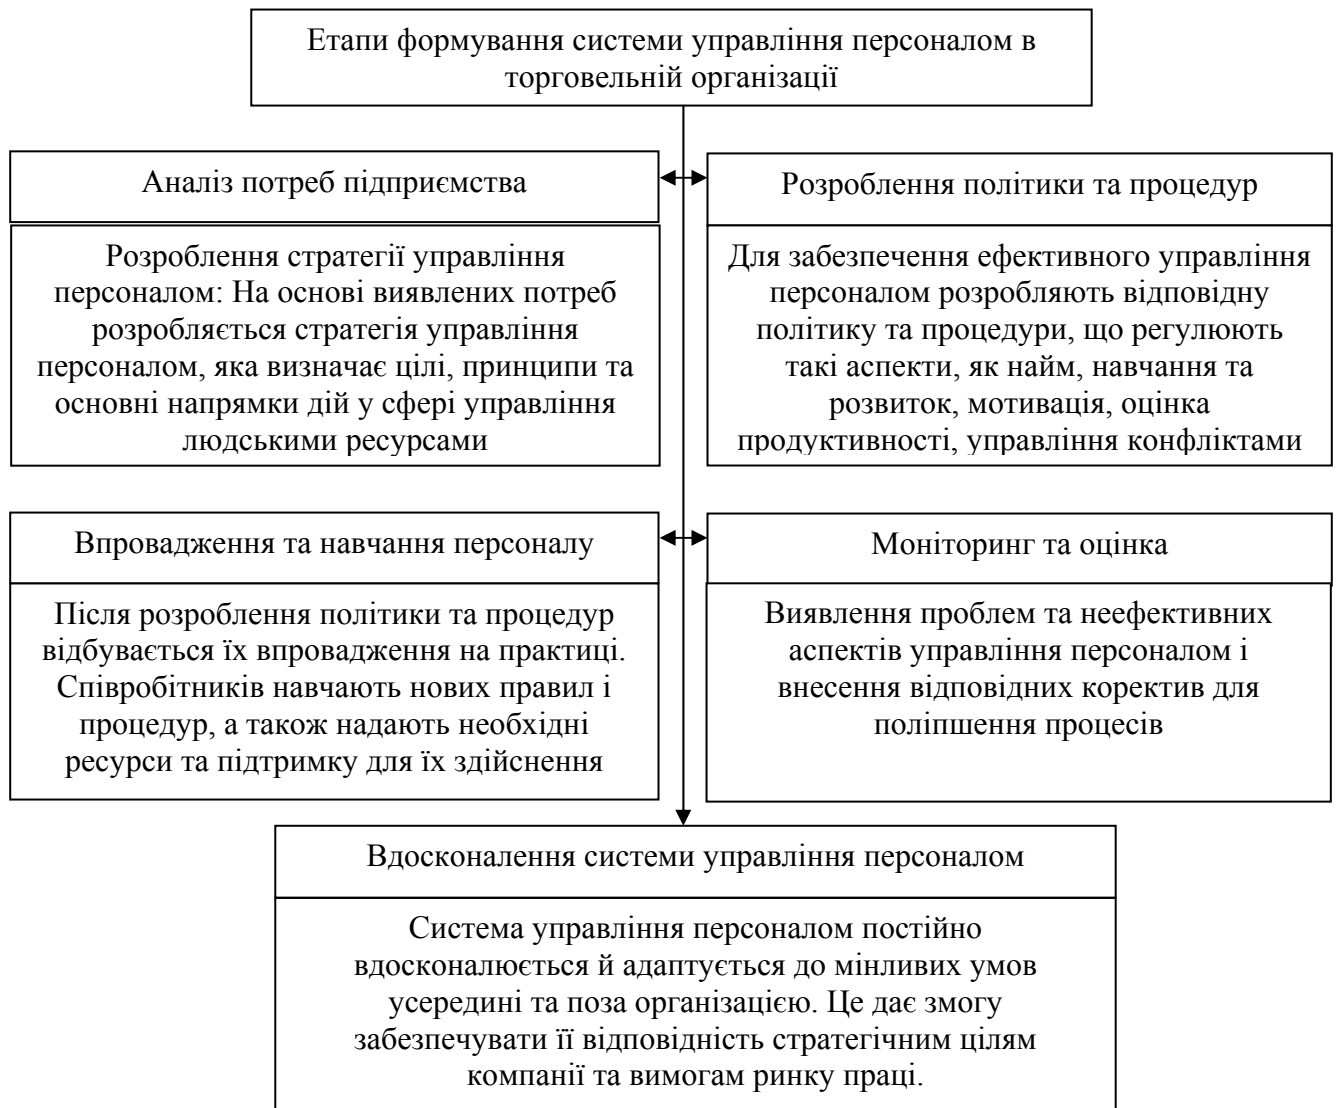 Етапи формування системи управління персоналом в
торговельній організації
Аналіз потреб підприємства
Розроблення стратегії управління
персоналом: На основі виявлених потреб
розробляється стратегія управління
персоналом, яка визначає цілі, принципи та
основні напрямки дій у сфері управління
людськими ресурсами
Розроблення політики та процедур
Для забезпечення ефективного управління
персоналом розробляють відповідну
політику та процедури, що регулюють
такі аспекти, як найм, навчання та
розвиток, мотивація, оцінка
продуктивності, управління конфліктами
Впровадження та навчання персоналу
Після розроблення політики та процедур
відбувається їх впровадження на практиці.
Співробітників навчають нових правил і
процедур, а також надають необхідні
ресурси та підтримку для їх здійснення
Моніторинг та оцінка
Виявлення проблем та неефективних
аспектів управління персоналом і
внесення відповідних коректив для
поліпшення процесів
Вдосконалення системи управління персоналом
Система управління персоналом постійно
вдосконалюється й адаптується до мінливих умов
усередині та поза організацією. Це дає змогу
забезпечувати її відповідність стратегічним цілям
компанії та вимогам ринку праці.